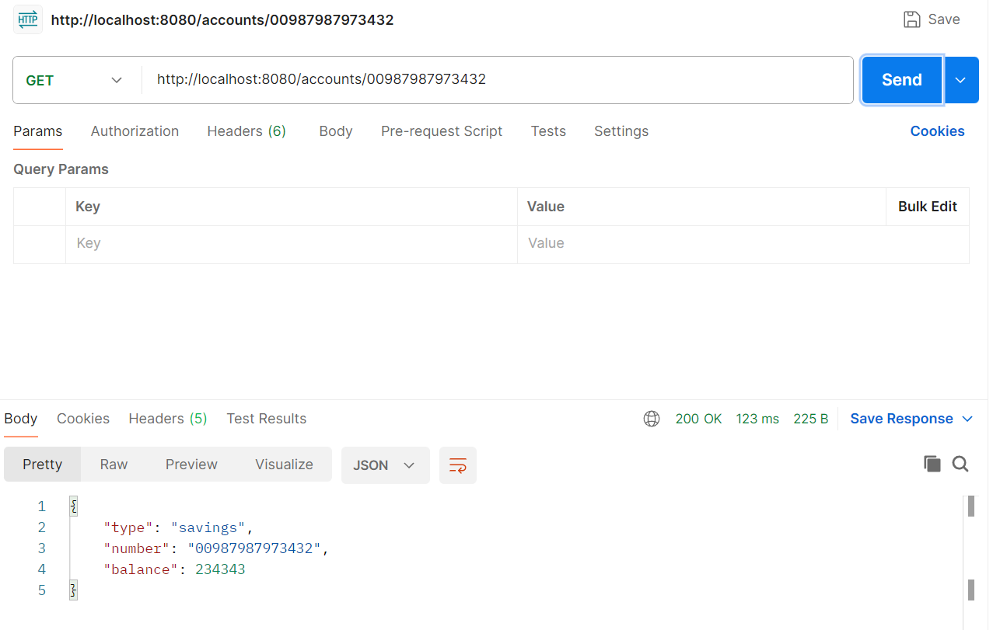 HTTP http://localhost:8080/accounts/00987987973432 Save
GET http://localhost:8080/accounts/00987987973432 Send
Params Authorization Headers (6) Body Pre-request Script Tests Settings Cookies
Query Params
Key Value Bulk Edit
Key Value
Body Cookies Headers (5) Test Results 200 OK 123 ms 225 B Save Response
Pretty Raw Preview Visualize JSON
1 {
2 "type": "savings",
3 "number": "00987987973432",
4 "balance": 234343
5 }